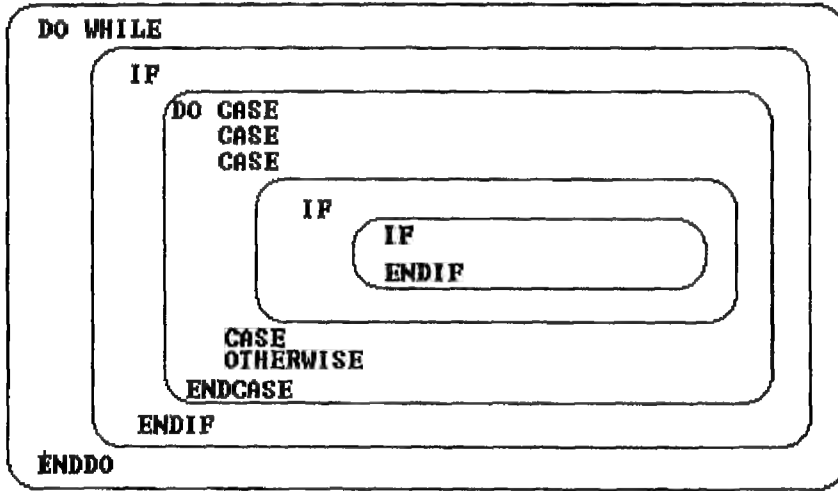 DO WHILE
IF
DO CASE
CASE
CASE
IF
IF
ENDIF
CASE
OTHERWISE
ENDCASE
ENDIF
ENDDO